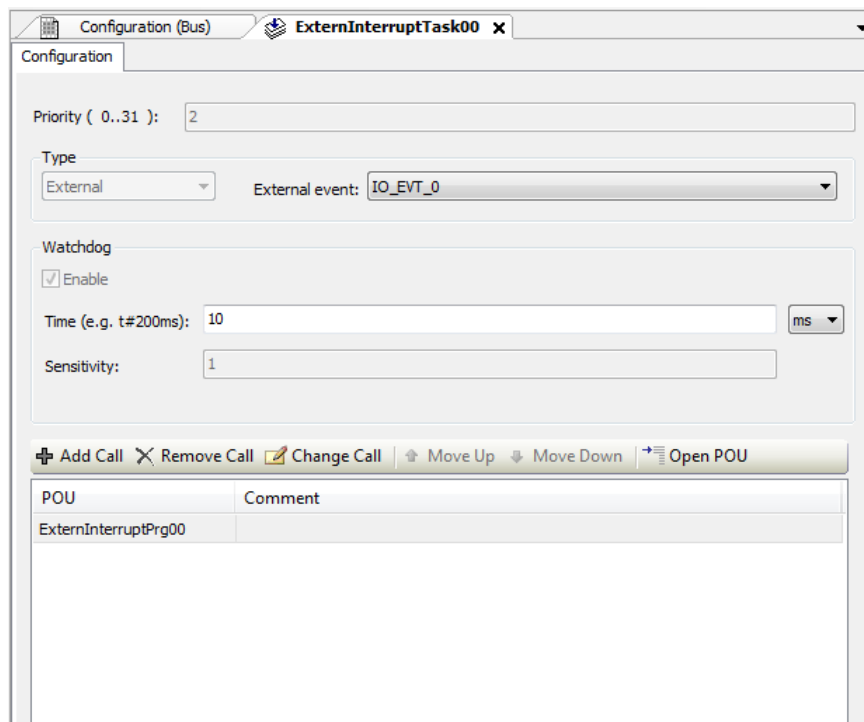 Configuration (Bus) ExternInterruptTask00
Configuration
Priority ( 0..31 ): 2
Type
External External event: IO_EVT_0
Watchdog
Enable
Time (e.g. t#200ms): 10 ms
Sensitivity: 1
Add Call Remove Call Change Call Move Up Move Down Open POU
POU Comment
ExternInterruptPrg00